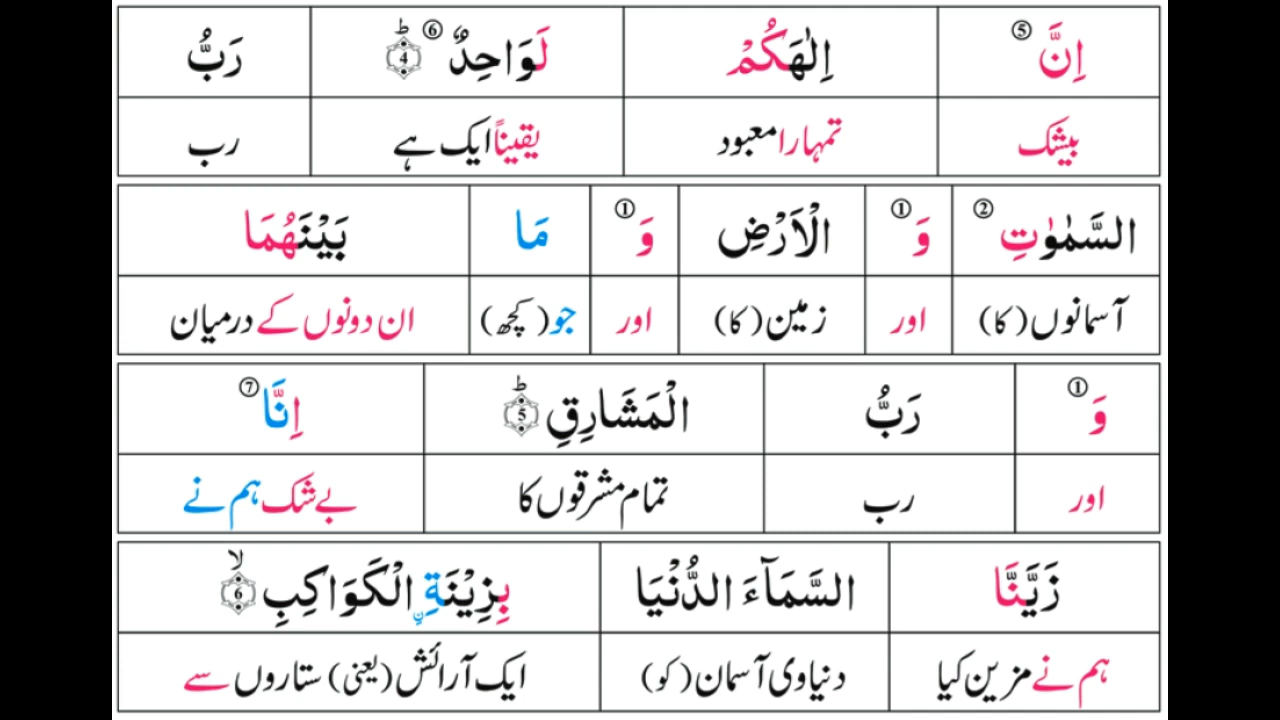 اِنَّ ⑤ اِلٰهَكُمْ لَوَاحِدٌ ⑥ ؕ 4 رَبُّ
بیشک تمہارا معبود یقیناً ایک ہے رب
السَّمٰوٰتِ ② وَ ① الْاَرْضِ وَ ① مَا بَيْنَهُمَا
آسمانوں (کا) اور زمین (کا) اور جو (کچھ) ان دونوں کے درمیان
وَ ① رَبُّ الْمَشَارِقِ ؕ 5 اِنَّا ⑦
اور رب تمام مشرقوں کا بے شک ہم نے
زَيَّنَّا السَّمَآءَ الدُّنْيَا بِزِيْنَةِ ۨالْكَوَاكِبِ ۙ 6
ہم نے مزین کیا دنیاوی آسمان (کو) ایک آرائش (یعنی) ستاروں سے